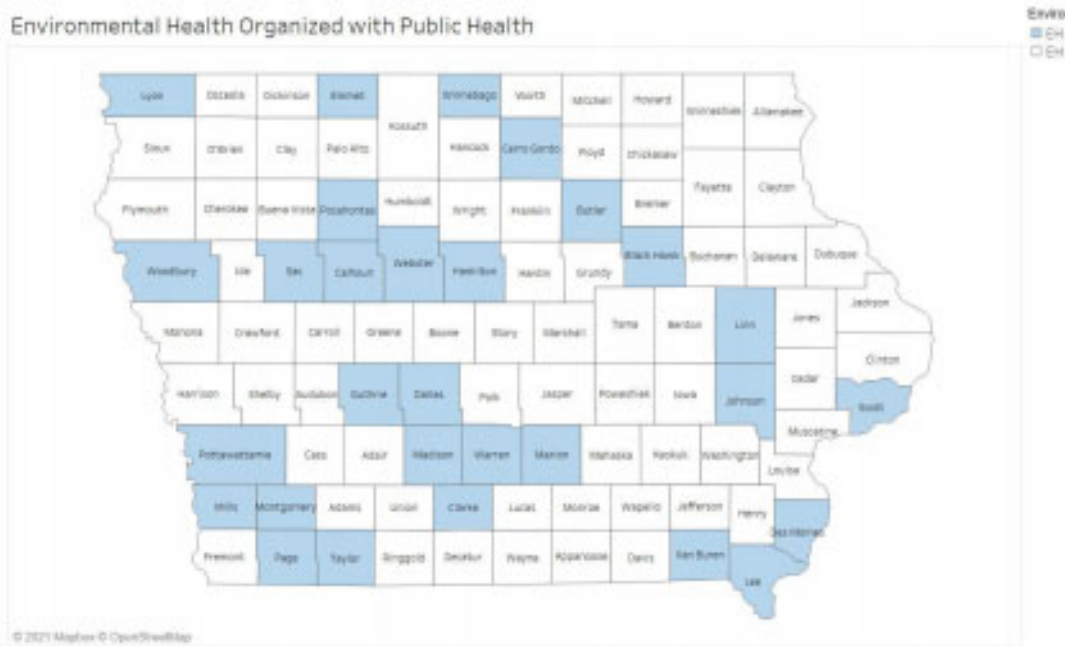 Environmental Health Organized with Public Health
Enviro
EH
EH
Lyon Osceola Dickinson Emmet Winnebago Worth Mitchell Howard Winneshiek Allamakee
Kossuth
Sioux O'Brien Clay Palo Alto Hancock Cerro Gordo Floyd Chickasaw
Plymouth Cherokee Buena Vista Pocahontas Humboldt Wright Franklin Butler Bremer Fayette Clayton
Woodbury Ida Sac Calhoun Webster Hamilton Hardin Grundy Black Hawk Buchanan Delaware Dubuque
Monona Crawford Carroll Greene Boone Story Marshall Tama Benton Linn Jones Jackson
Clinton
Harrison Shelby Audubon Guthrie Dallas Polk Jasper Poweshiek Iowa Johnson Cedar Scott
Muscatine
Pottawattamie Cass Adair Madison Warren Marion Mahaska Keokuk Washington Louisa
Mills Montgomery Adams Union Clarke Lucas Monroe Wapello Jefferson Henry Des Moines
Fremont Page Taylor Ringgold Decatur Wayne Appanoose Davis Van Buren Lee
© 2021 Mapbox © OpenStreetMap